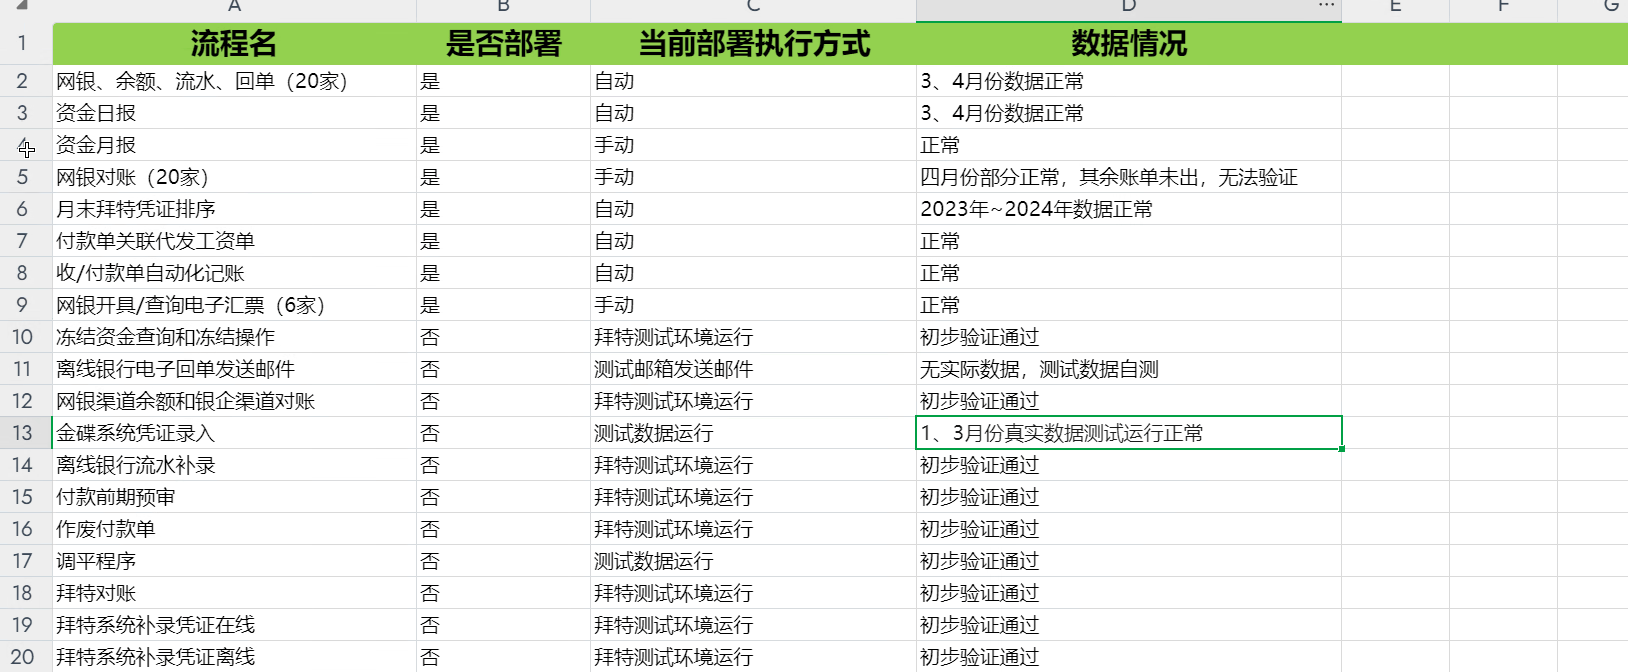 A B C D ... E F G
1 流程名 是否部署 当前部署执行方式 数据情况
2 网银、余额、流水、回单（20家） 是 自动 3、4月份数据正常
3 资金日报 是 自动 3、4月份数据正常
4 资金月报 是 手动 正常
5 网银对账（20家） 是 手动 四月份部分正常，其余账单未出，无法验证
6 月末拜特凭证排序 是 自动 2023年~2024年数据正常
7 付款单关联代发工资单 是 自动 正常
8 收/付款单自动化记账 是 自动 正常
9 网银开具/查询电子汇票（6家） 是 手动 正常
10 冻结资金查询和冻结操作 否 拜特测试环境运行 初步验证通过
11 离线银行电子回单发送邮件 否 测试邮箱发送邮件 无实际数据，测试数据自测
12 网银渠道余额和银企渠道对账 否 拜特测试环境运行 初步验证通过
13 金碟系统凭证录入 否 测试数据运行 1、3月份真实数据测试运行正常
14 离线银行流水补录 否 拜特测试环境运行 初步验证通过
15 付款前期预审 否 拜特测试环境运行 初步验证通过
16 作废付款单 否 拜特测试环境运行 初步验证通过
17 调平程序 否 测试数据运行 初步验证通过
18 拜特对账 否 拜特测试环境运行 初步验证通过
19 拜特系统补录凭证在线 否 拜特测试环境运行 初步验证通过
20 拜特系统补录凭证离线 否 拜特测试环境运行 初步验证通过